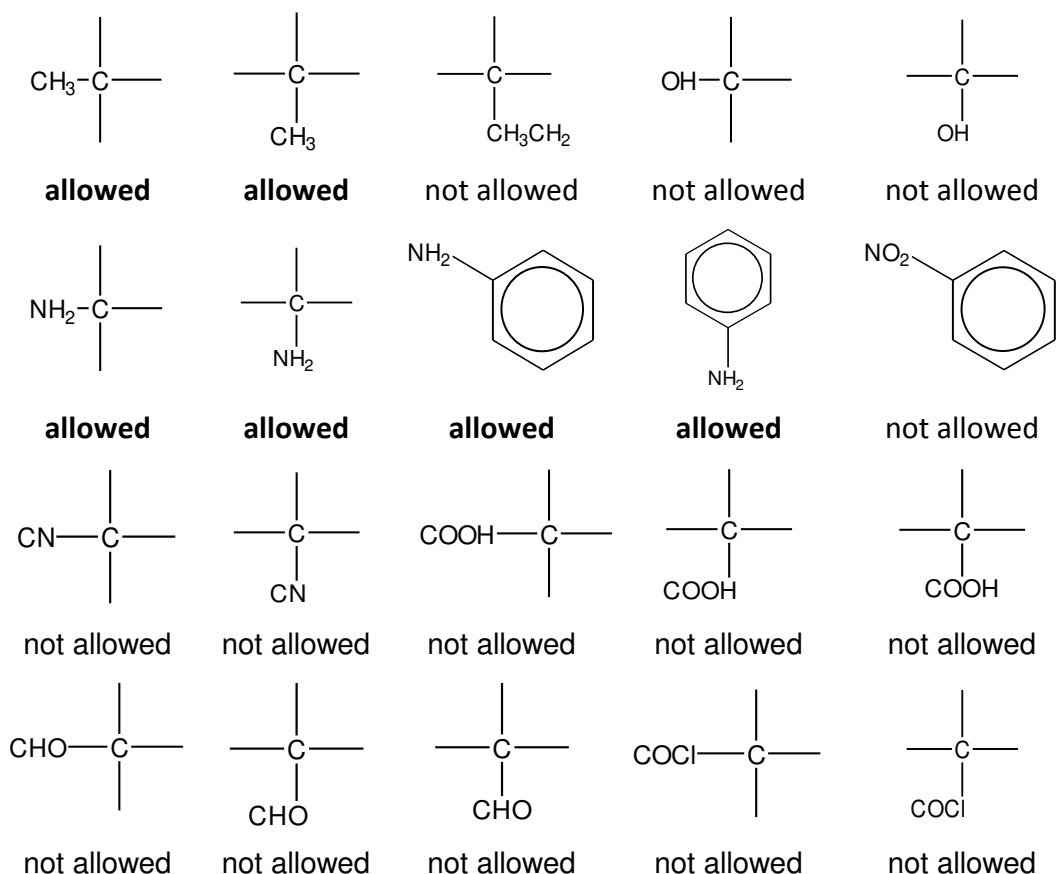 CH₃ C C C OH C C
CH₃ CH₃CH₂ OH
allowed allowed not allowed not allowed not allowed
NH₂ NO₂
NH₂ C C
NH₂ NH₂
allowed allowed allowed allowed not allowed
CN C C COOH C C C
CN COOH COOH
not allowed not allowed not allowed not allowed not allowed
CHO C C C COCl C C
CHO CHO COCl
not allowed not allowed not allowed not allowed not allowed